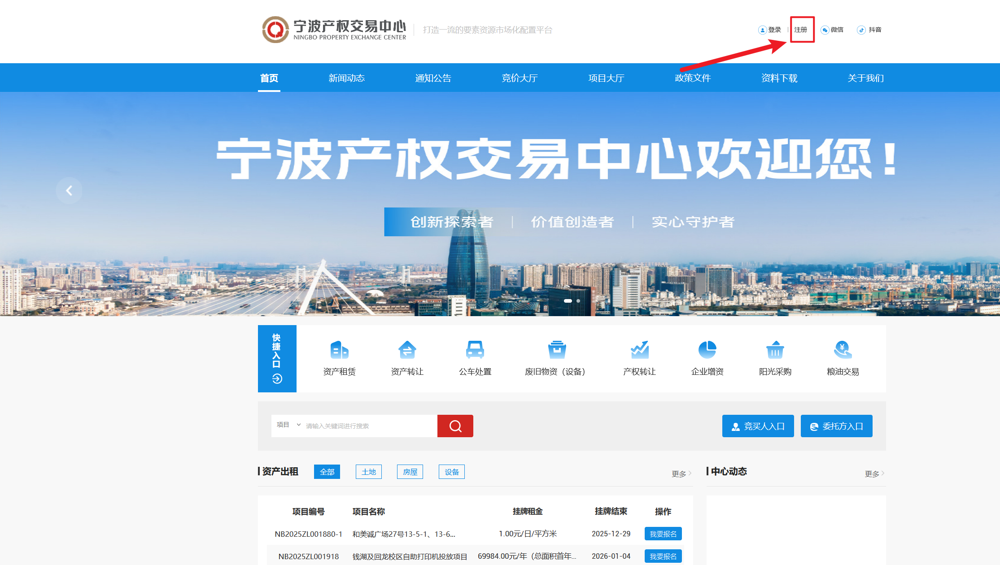 宁波产权交易中心
NINGBO PROPERTY EXCHANGE CENTER
打造一流的要素资源市场化配置平台
登录 | 注册 微信 抖音
首页 新闻动态 通知公告 竞价大厅 项目大厅 政策文件 资料下载 关于我们
宁波产权交易中心欢迎您！
创新探索者 | 价值创造者 | 实心守护者
快捷入口
资产租赁 资产转让 公车处置 废旧物资（设备） 产权转让 企业增资 阳光采购 粮油交易
项目 请输入关键词进行搜索
竞买人入口 委托方入口
资产出租 全部 土地 房屋 设备 更多
中心动态 更多
项目编号 项目名称 挂牌租金 挂牌结束 操作
NB2025ZL001880-1 和美诚广场27号13-5-1、13-6... 1.00元/日/平方米 2025-12-29 我要报名
NB2025ZL001918 钱湖及回龙校区自助打印机投放项目 69984.00元/年（总面积首年... 2026-01-04 我要报名